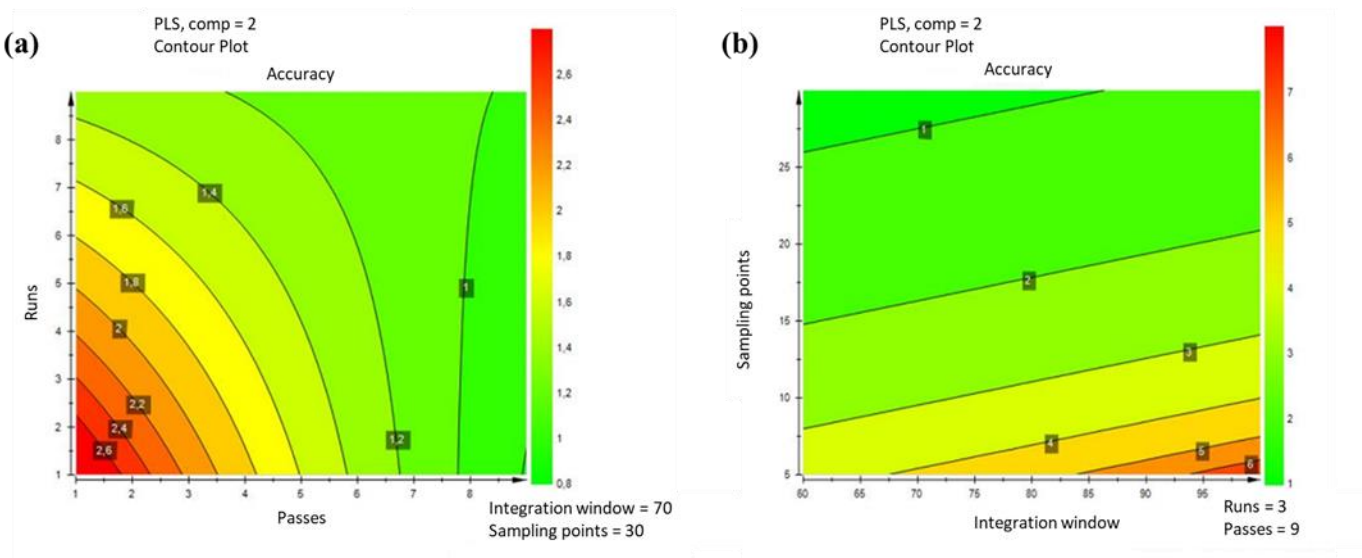 (a)
PLS, comp = 2
Contour Plot
Accuracy
Runs
8
7
6
5
4
3
2
1
1 2 3 4 5 6 7 8
Passes
1,6
1,4
1,8
2
2,2
2,4
2,6
1,2
1
2,6
2,4
2,2
2
1,8
1,6
1,4
1,2
1
0,8
Integration window = 70
Sampling points = 30
(b)
PLS, comp = 2
Contour Plot
Accuracy
Sampling points
25
20
15
10
5
60 65 70 75 80 85 90 95
Integration window
1
2
3
4
5
6
7
6
5
4
3
2
1
Runs = 3
Passes = 9